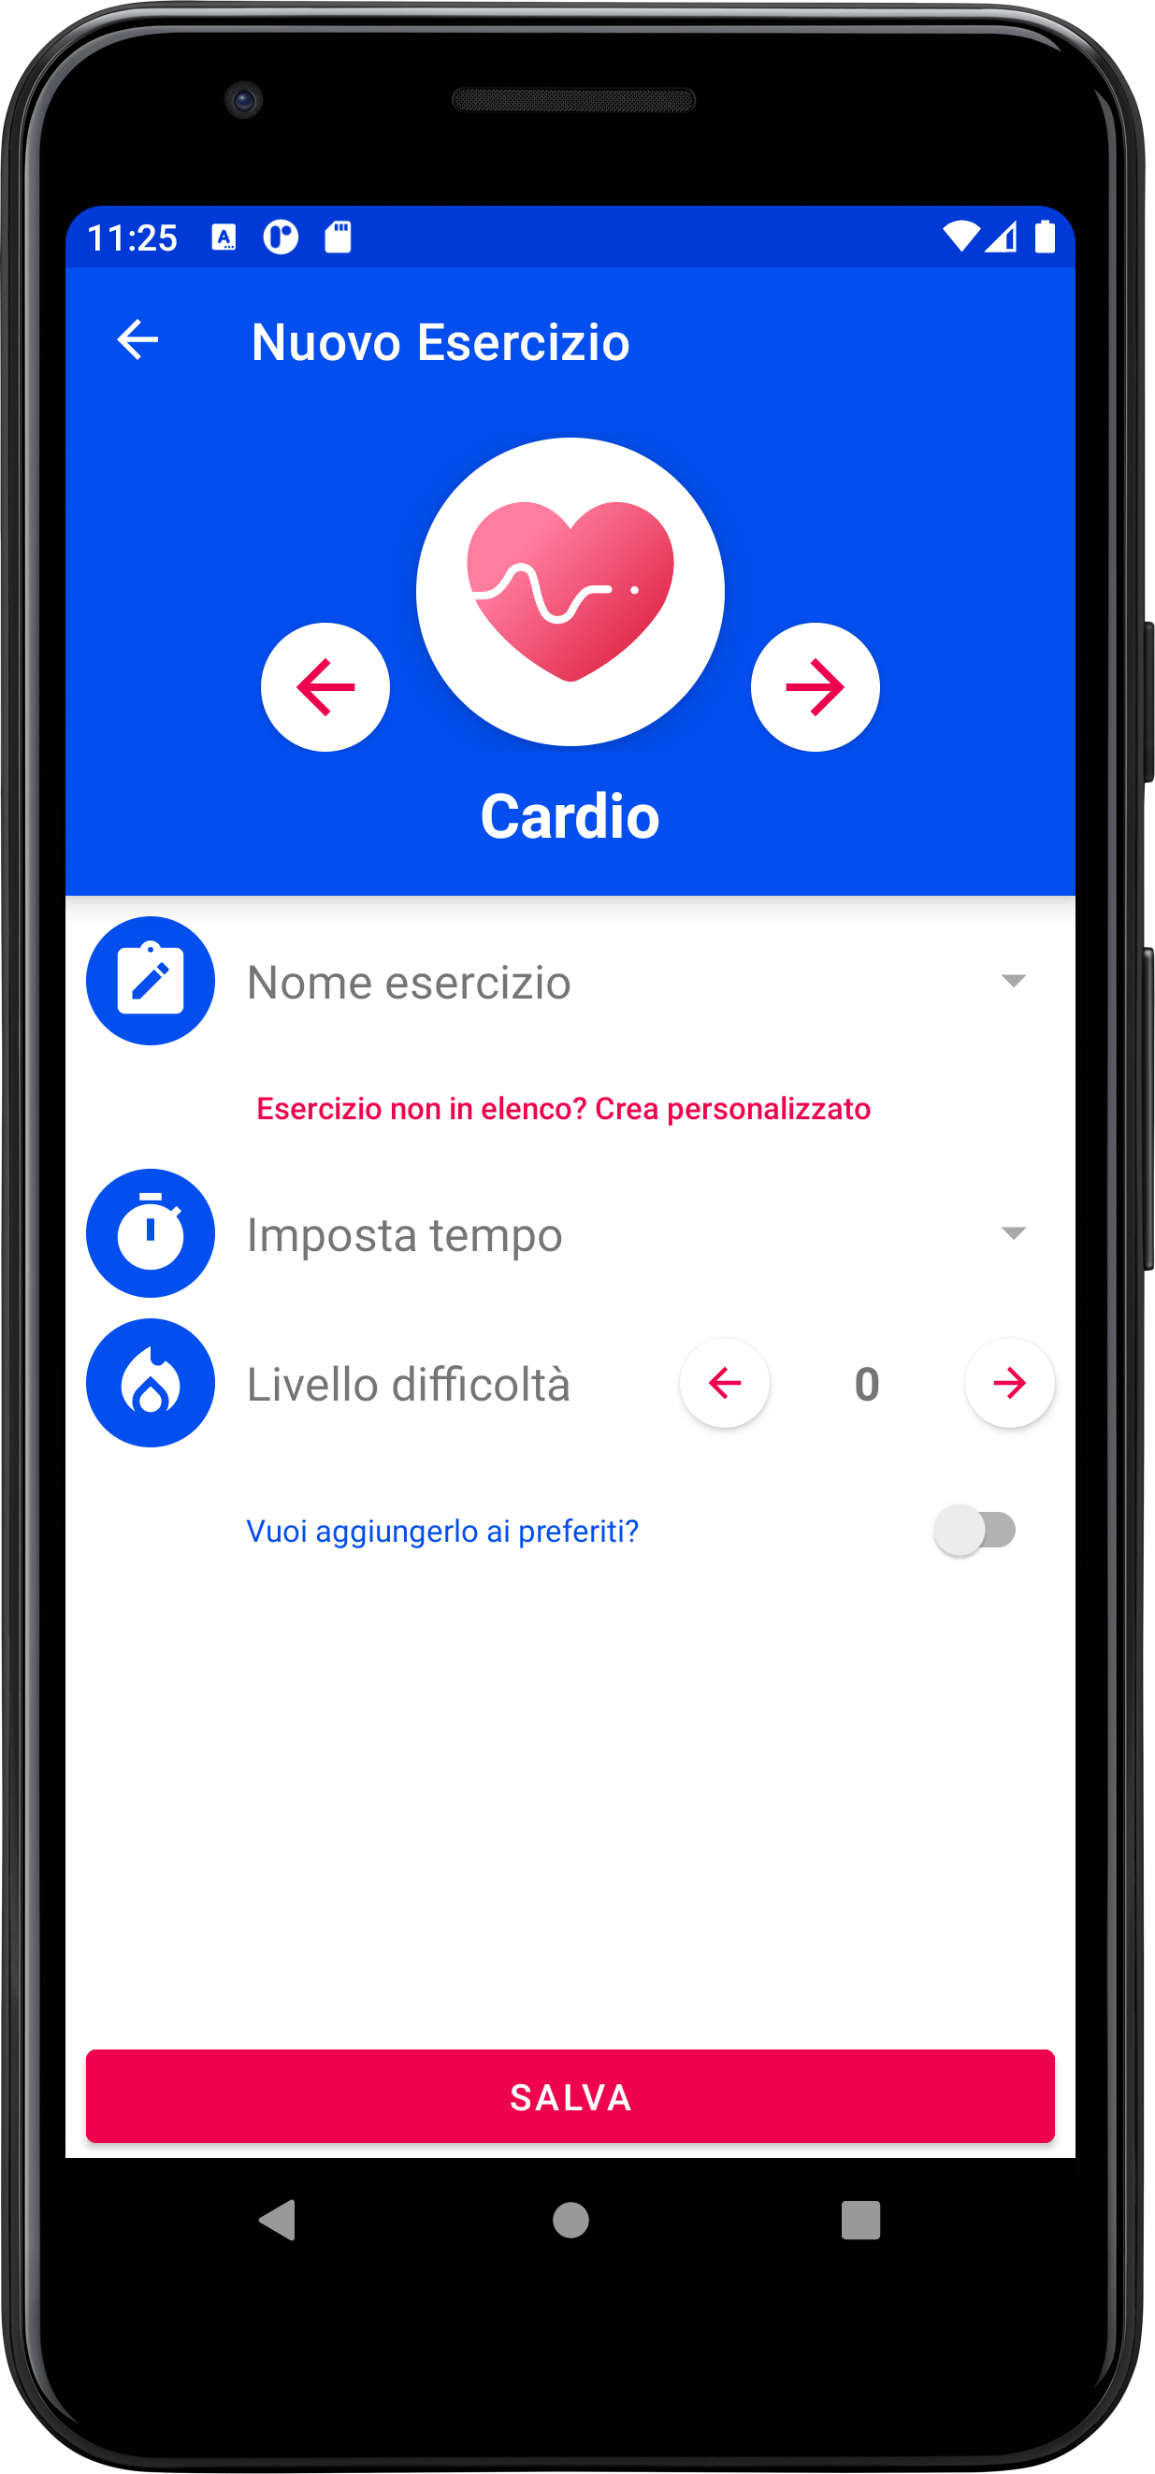 11:25
Nuovo Esercizio
Cardio
Nome esercizio
Esercizio non in elenco? Crea personalizzato
Imposta tempo
Livello difficoltà 0
Vuoi aggiungerlo ai preferiti?
SALVA